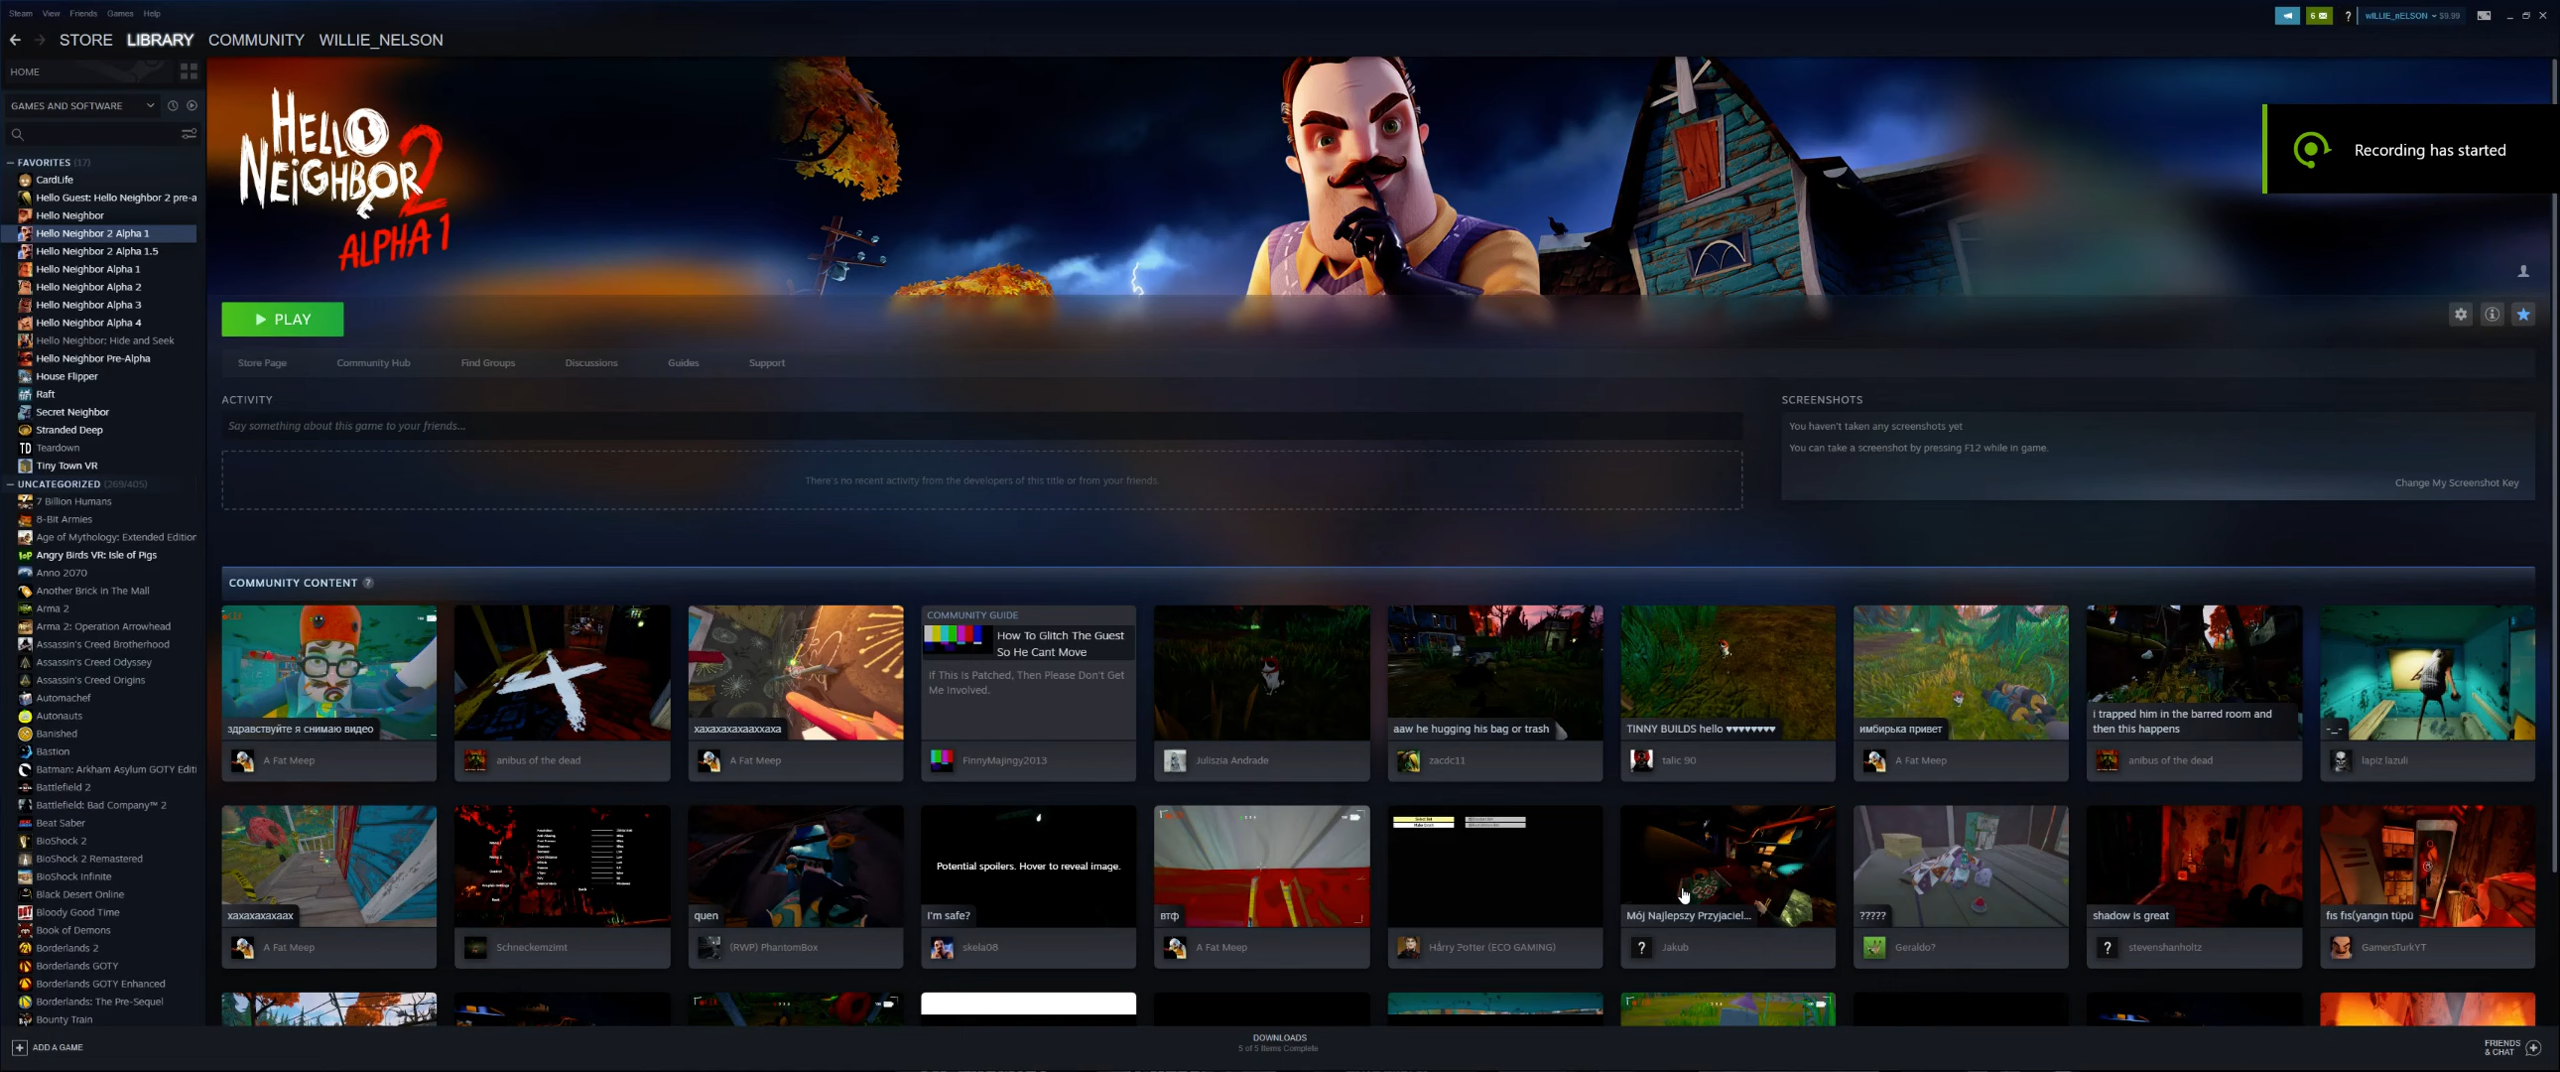 Steam View Friends Games Help
6 ? wILLIE_nELSON $9.99
STORE LIBRARY COMMUNITY WILLIE_NELSON
HOME
GAMES AND SOFTWARE
FAVORITES (17)
CardLife
Hello Guest: Hello Neighbor 2 pre-a
Hello Neighbor
Hello Neighbor 2 Alpha 1
Hello Neighbor 2 Alpha 1.5
Hello Neighbor Alpha 1
Hello Neighbor Alpha 2
Hello Neighbor Alpha 3
Hello Neighbor Alpha 4
Hello Neighbor: Hide and Seek
Hello Neighbor Pre-Alpha
House Flipper
Raft
Secret Neighbor
Stranded Deep
TD Teardown
Tiny Town VR
UNCATEGORIZED (269/405)
7 Billion Humans
8-Bit Armies
Age of Mythology: Extended Edition
Angry Birds VR: Isle of Pigs
Anno 2070
Another Brick in The Mall
Arma 2
Arma 2: Operation Arrowhead
Assassin's Creed Brotherhood
Assassin's Creed Odyssey
Assassin's Creed Origins
Automachef
Autonauts
Banished
Bastion
Batman: Arkham Asylum GOTY Editi
Battlefield 2
Battlefield: Bad Company™ 2
Beat Saber
BioShock 2
BioShock 2 Remastered
BioShock Infinite
Black Desert Online
Bloody Good Time
Book of Demons
Borderlands 2
Borderlands GOTY
Borderlands GOTY Enhanced
Borderlands: The Pre-Sequel
Bounty Train
ADD A GAME
HELLO
NEIGHBOR 2
ALPHA 1
Recording has started
PLAY
Store Page Community Hub Find Groups Discussions Guides Support
ACTIVITY
Say something about this game to your friends...
There's no recent activity from the developers of this title or from your friends.
SCREENSHOTS
You haven't taken any screenshots yet
You can take a screenshot by pressing F12 while in game.
Change My Screenshot Key
COMMUNITY CONTENT ?
здравствуйте я снимаю видео
A Fat Meep
anibus of the dead
хахахахахааххаха
A Fat Meep
COMMUNITY GUIDE
How To Glitch The Guest
So He Cant Move
If This Is Patched, Then Please Don't Get
Me Involved.
FinnyMajingy2013
Juliszia Andrade
aaw he hugging his bag or trash
zacdc11
TINNY BUILDS hello ♥♥♥♥♥♥♥♥
talic 90
имбирька привет
A Fat Meep
i trapped him in the barred room and
then this happens
anibus of the dead
-_-
lapiz lazuli
хахахахахаах
A Fat Meep
Schneckemzimt
quen
(RWP) PhantomBox
Potential spoilers. Hover to reveal image.
I'm safe?
skela08
втф
A Fat Meep
Hårry Pøtter (ECO GAMING)
Mój Najlepszy Przyjaciel...
Jakub
?????
Geraldo?
shadow is great
stevenshanholtz
fıs fıs(yangın tüpü
GamersTurkYT
DOWNLOADS
5 of 5 Items Complete
FRIENDS
& CHAT